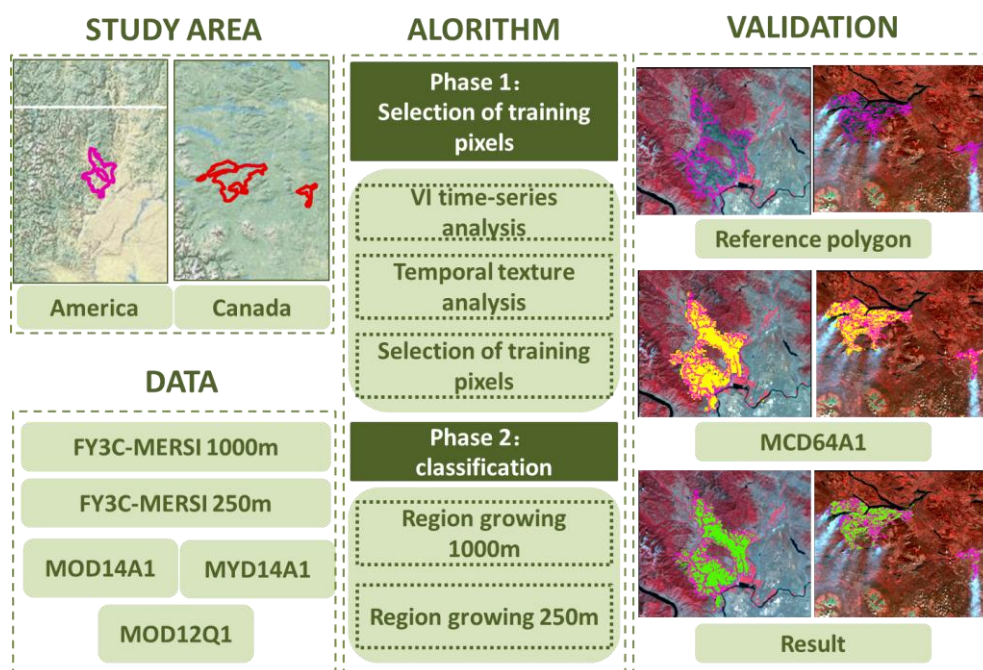 STUDY AREA
America
Canada
DATA
FY3C-MERSI 1000m
FY3C-MERSI 250m
MOD14A1
MYD14A1
MOD12Q1
ALORITHM
Phase 1:
Selection of training
pixels
VI time-series
analysis
Temporal texture
analysis
Selection of training
pixels
Phase 2:
classification
Region growing
1000m
Region growing 250m
VALIDATION
Reference polygon
MCD64A1
Result